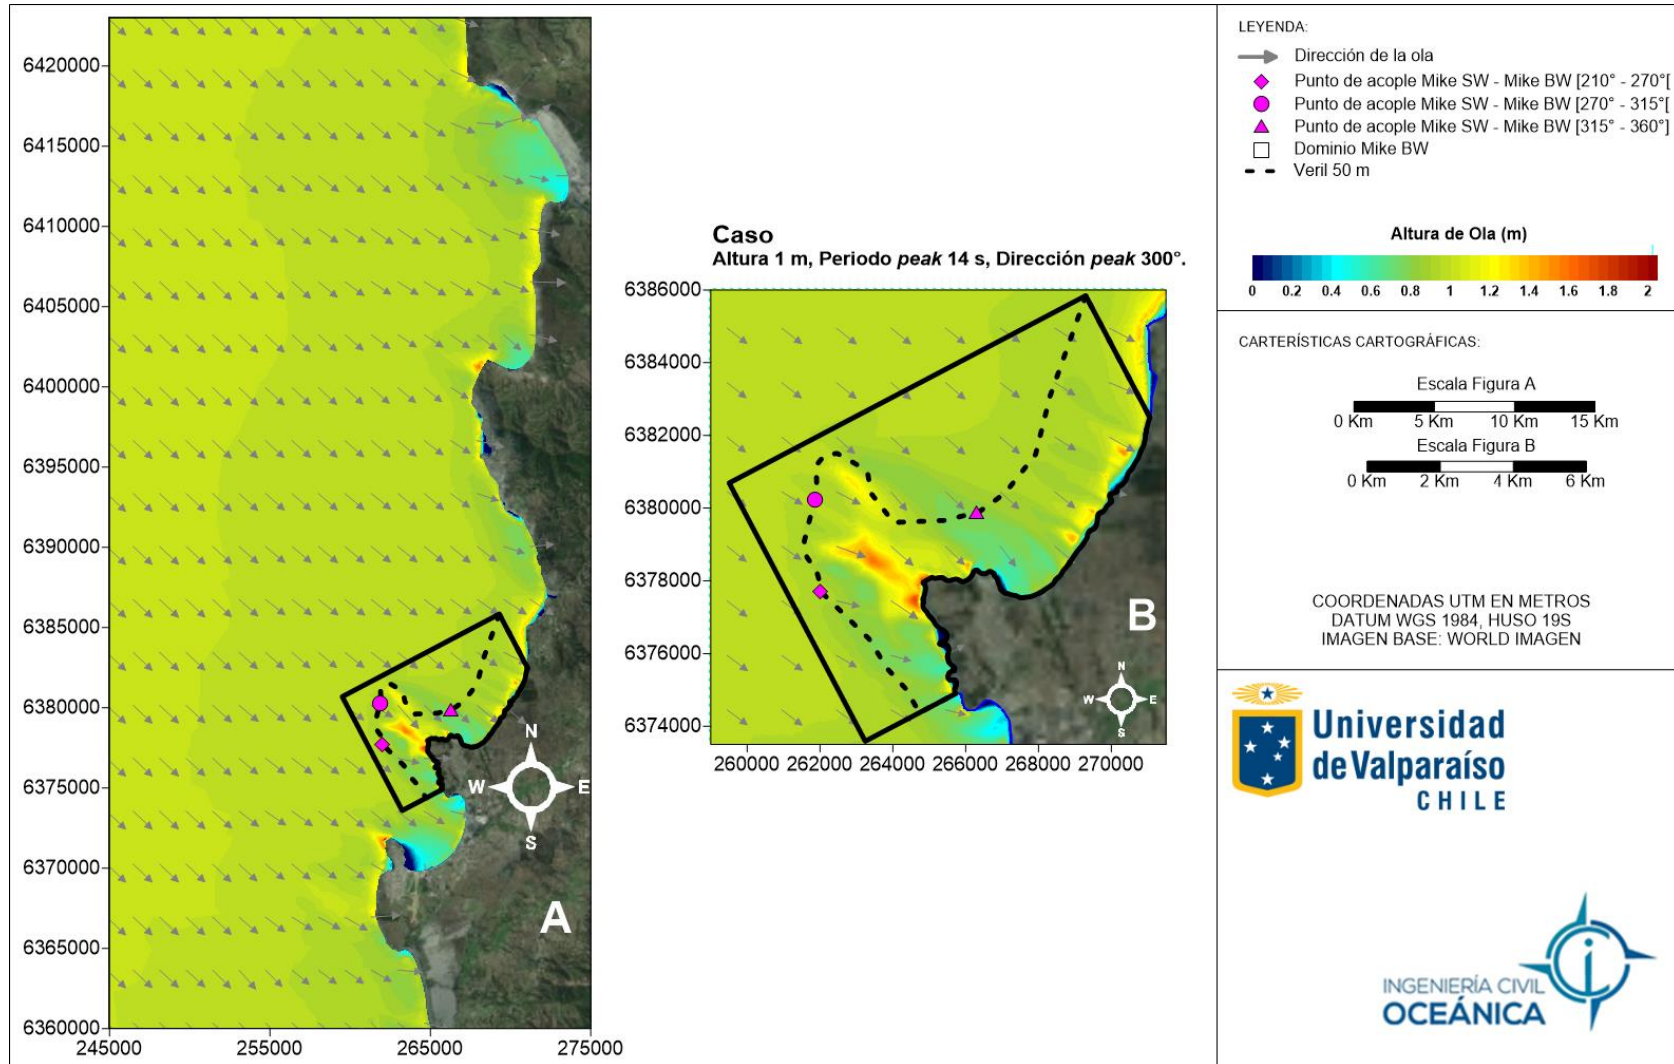 6420000
6415000
6410000
6405000
6400000
6395000
6390000
6385000
6380000
6375000
6370000
6365000
6360000
245000 255000 265000 275000
N
W E
S
A
Caso
Altura 1 m, Periodo peak 14 s, Dirección peak 300°.
6386000
6384000
6382000
6380000
6378000
6376000
6374000
260000 262000 264000 266000 268000 270000
B
N
W E
S
LEYENDA:
Dirección de la ola
Punto de acople Mike SW - Mike BW [210° - 270°[
Punto de acople Mike SW - Mike BW [270° - 315°[
Punto de acople Mike SW - Mike BW [315° - 360°]
Dominio Mike BW
Veril 50 m
Altura de Ola (m)
0 0.2 0.4 0.6 0.8 1 1.2 1.4 1.6 1.8 2
CARTERÍSTICAS CARTOGRÁFICAS:
Escala Figura A
0 Km 5 Km 10 Km 15 Km
Escala Figura B
0 Km 2 Km 4 Km 6 Km
COORDENADAS UTM EN METROS
DATUM WGS 1984, HUSO 19S
IMAGEN BASE: WORLD IMAGEN
Universidad
de Valparaíso
CHILE
INGENIERÍA CIVIL
OCEÁNICA